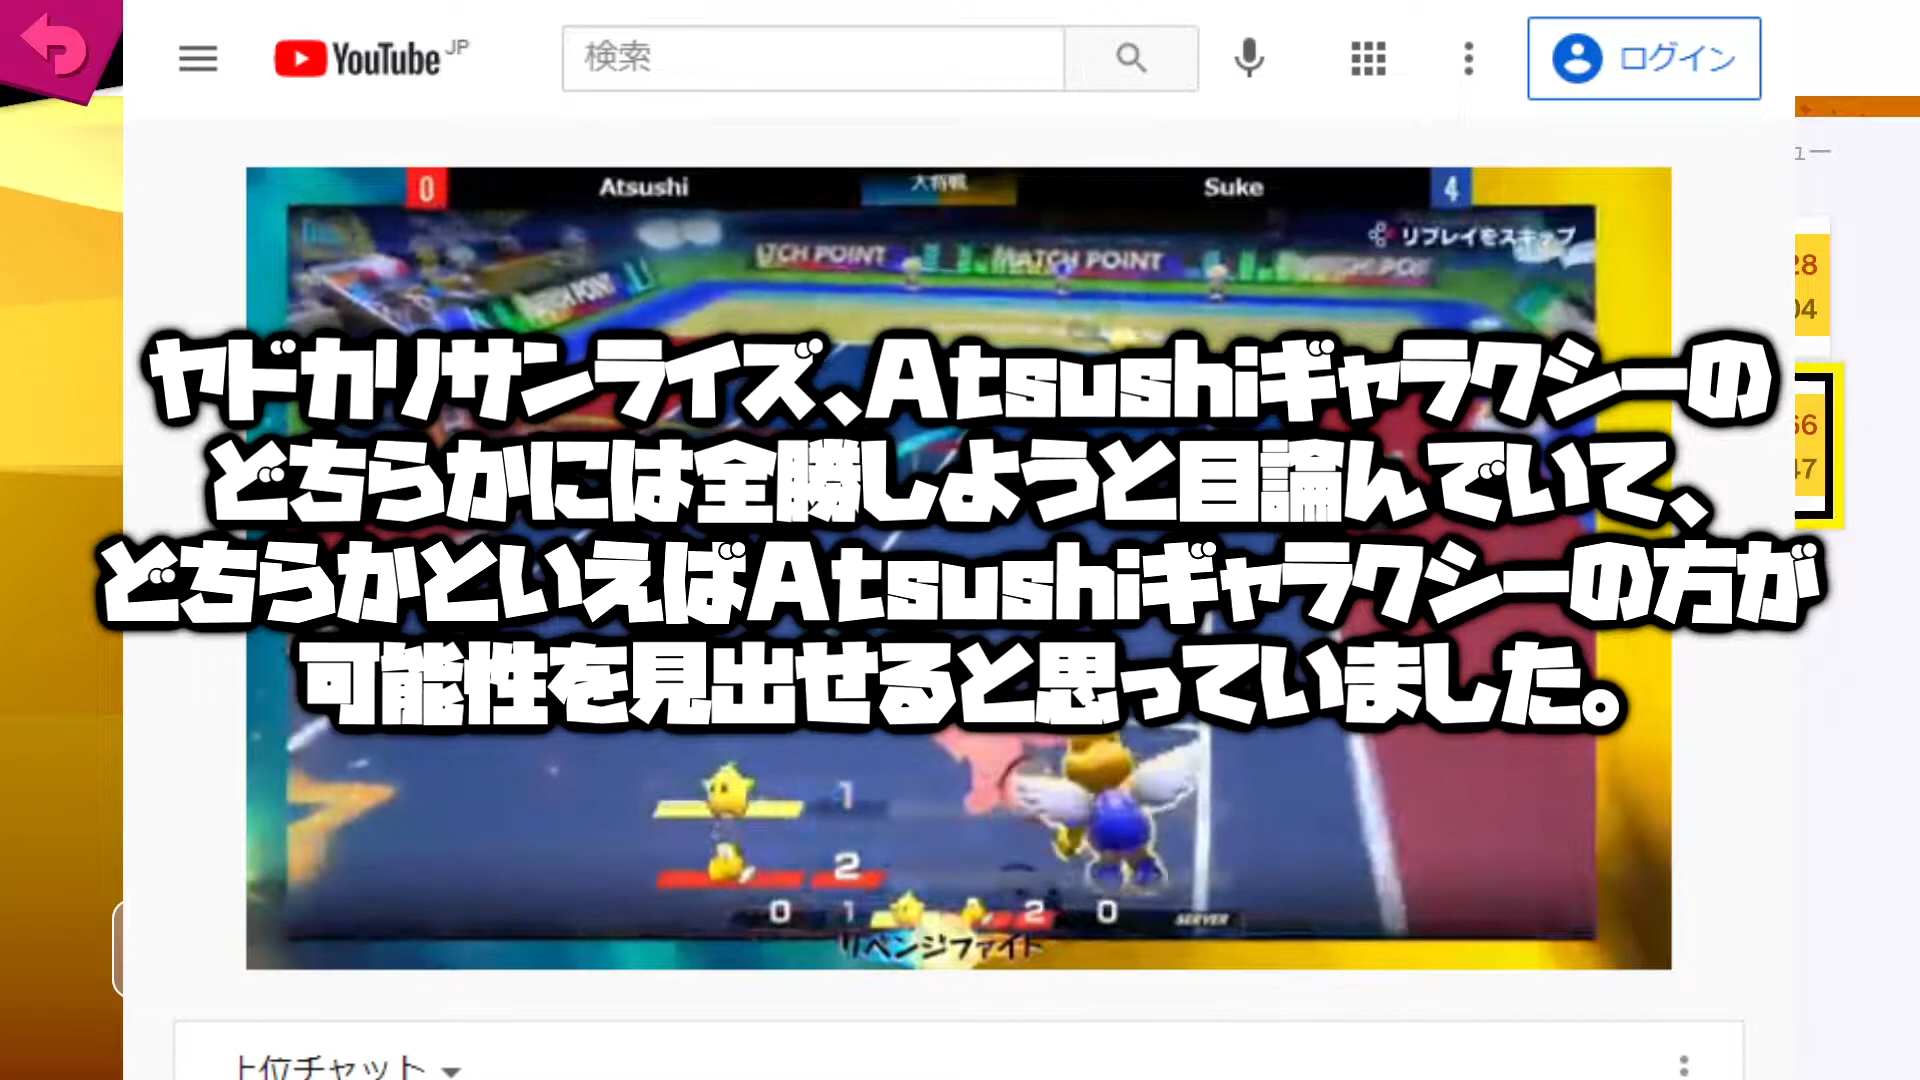 YouTube JP
検索
ログイン
0 Atsushi 大将戦 Suke 4
リプレイをスキップ
MATCH POINT
ヤドカリサンライズ、Atsushiギャラクシーの
どちらかには全勝しようと目論んでいて、
どちらかといえばAtsushiギャラクシーの方が
可能性を見出せると思っていました。
1
2
0 1 2 0 SERVER
リベンジファイト
上位チャット